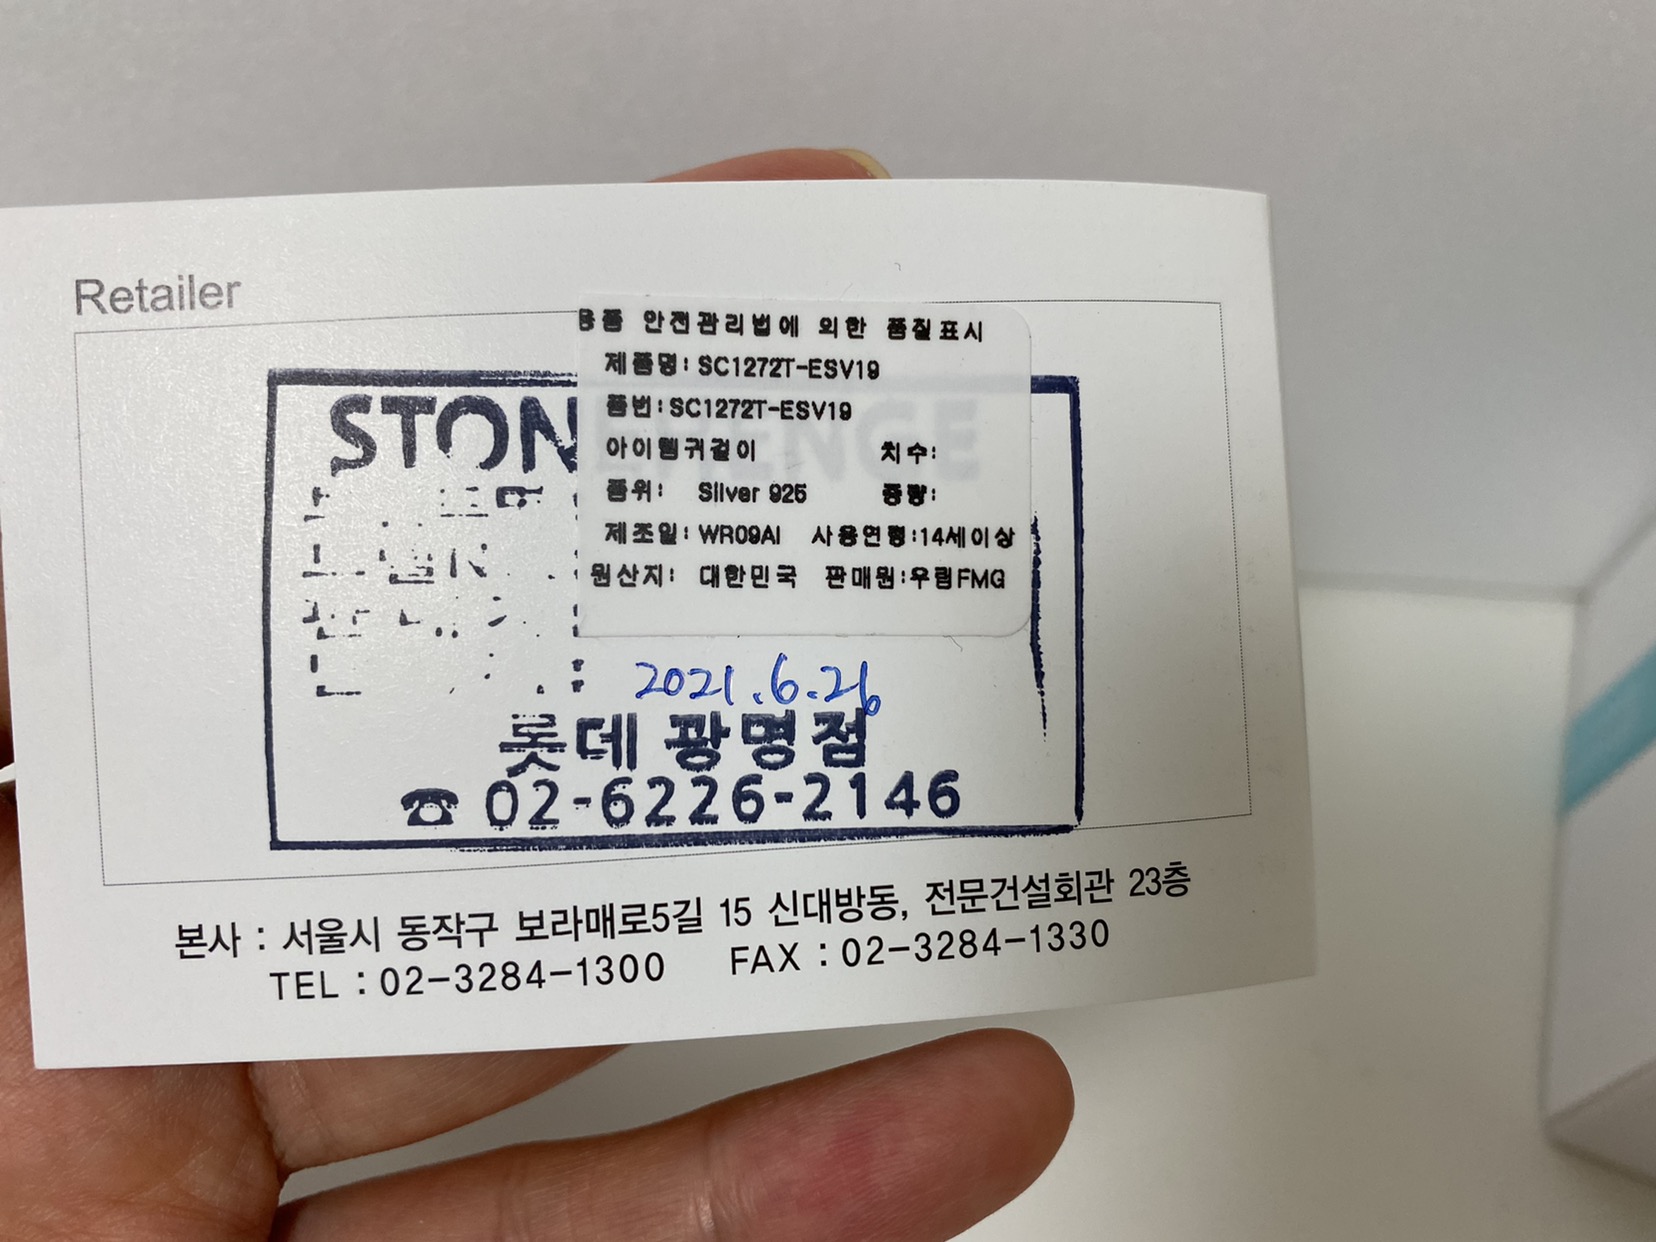 Retailer
용품 안전관리법에 의한 품질표시
제품명: SC1272T-ESV19
품번:SC1272T-ESV19
아이템귀걸이 치수:
품위: Silver 925 중량:
제조일: WR09AI 사용연령:14세이상
원산지: 대한민국 판매원:우림FMG
STONEHENGE
2021.6.26
롯데 광명점
☎ 02-6226-2146
본사 : 서울시 동작구 보라매로5길 15 신대방동, 전문건설회관 23층
TEL : 02-3284-1300 FAX : 02-3284-1330